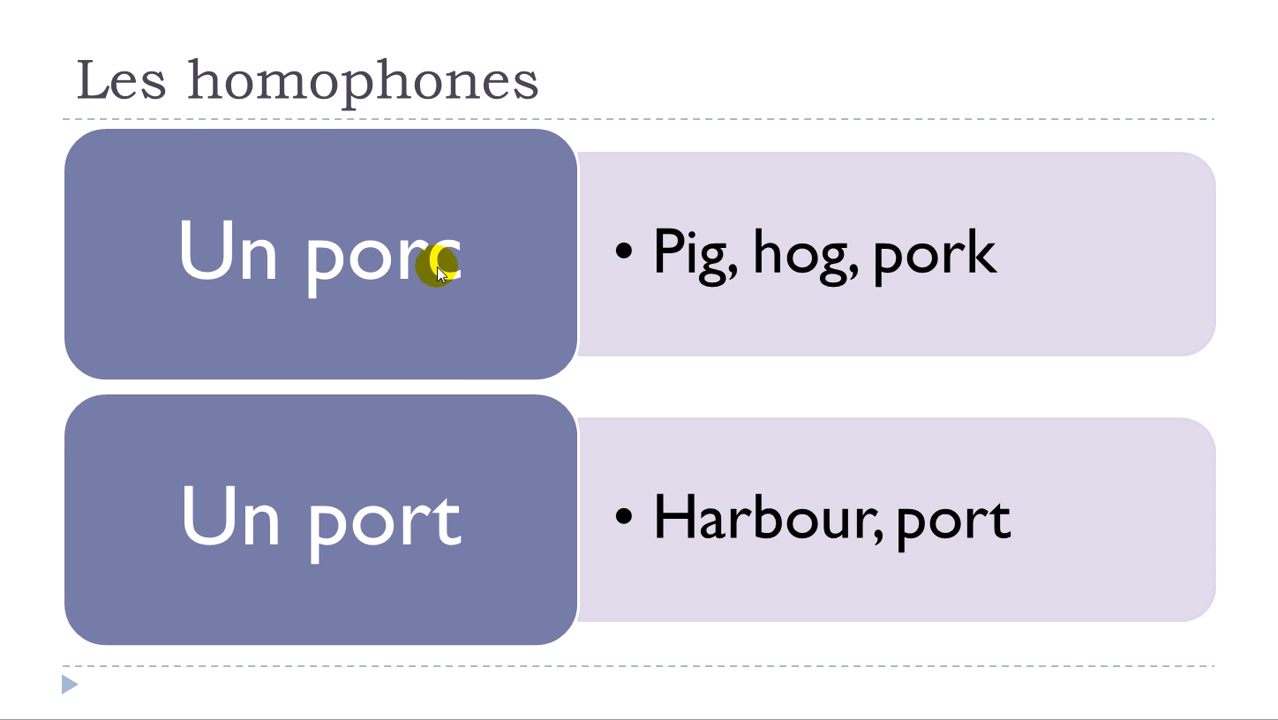 Les homophones
Un porc
• Pig, hog, pork
Un port
• Harbour, port